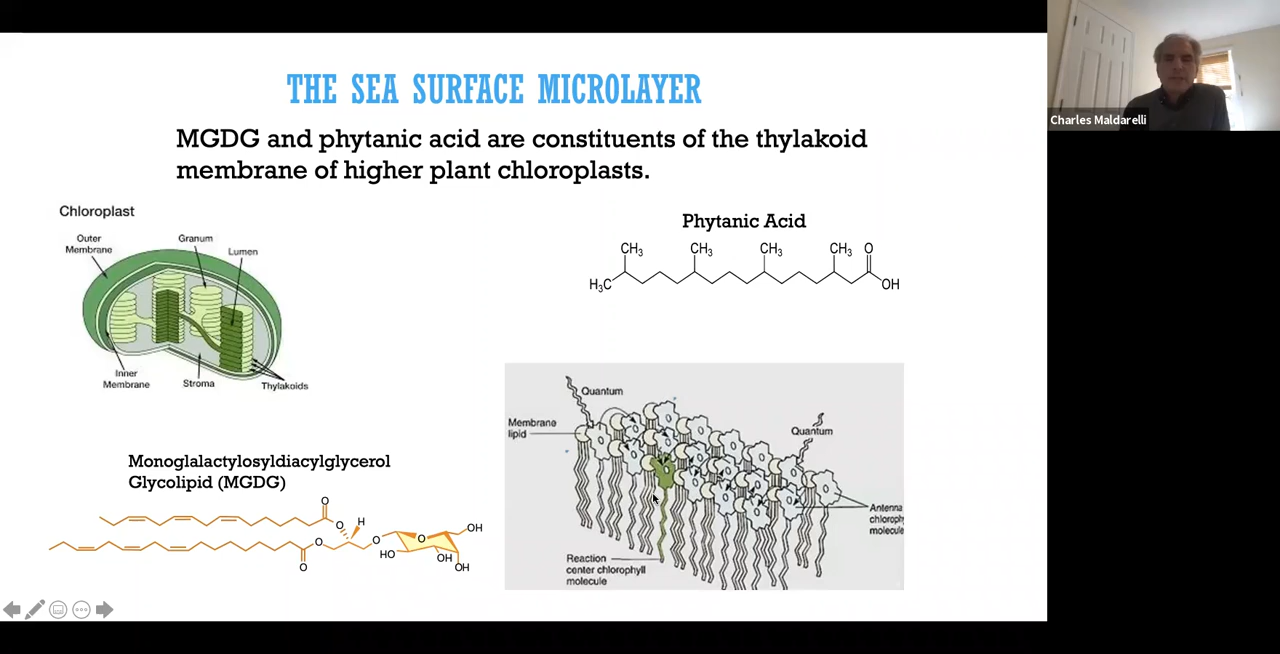 THE SEA SURFACE MICROLAYER
MGDG and phytanic acid are constituents of the thylakoid
membrane of higher plant chloroplasts.
Charles Maldarelli
Chloroplast
Outer
Membrane
Granum
Lumen
Inner
Membrane
Stroma
Thylakoids
Phytanic Acid
CH3
CH3
CH3
CH3
O
H3C
OH
Quantum
Membrane
lipid
Quantum
Antenna
chloroph
molecule
Reaction
center chlorophyll
molecule
Monoglalactylosyldiacylglycerol
Glycolipid (MGDG)
O
O
H
O
O
O
O
OH
HO
OH
OH